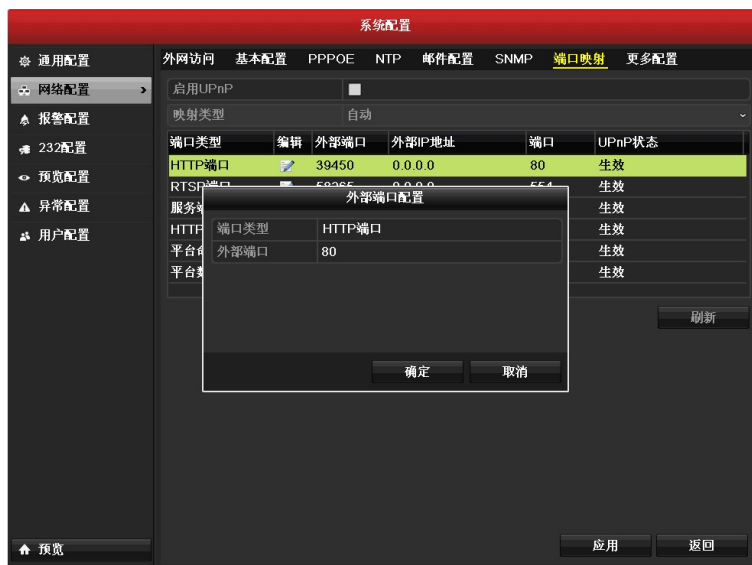 系统配置
通用配置
网络配置
报警配置
232配置
预览配置
异常配置
用户配置
预览
外网访问 基本配置 PPPOE NTP 邮件配置 SNMP 端口映射 更多配置
启用UPnP
映射类型 自动
端口类型 编辑 外部端口 外部IP地址 端口 UPnP状态
HTTP端口 39450 0.0.0.0 80 生效
生效
服务 生效
HTTP 生效
平台 生效
平台 生效
外部端口配置
端口类型 HTTP端口
外部端口 80
确定 取消
刷新
应用 返回